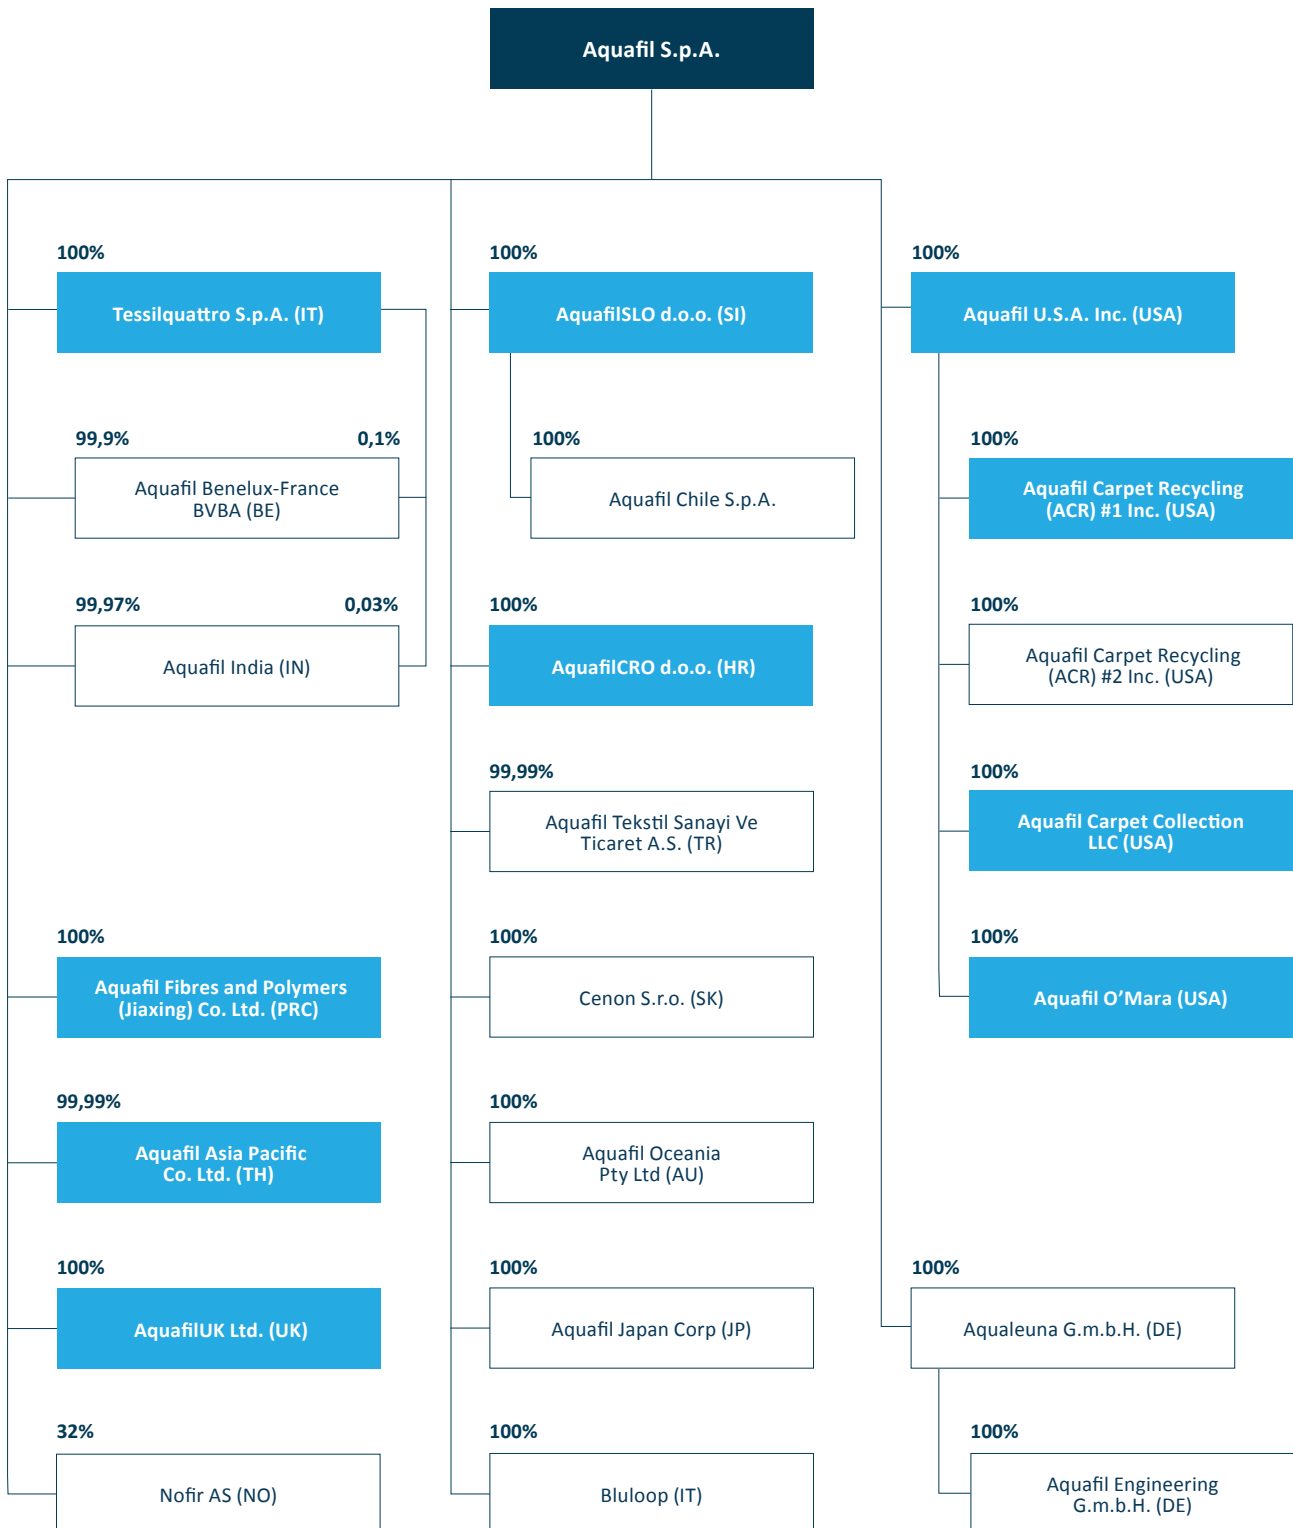 Aquafil S.p.A.
100%
Tessilquattro S.p.A. (IT)
99,9%
0,1%
Aquafil Benelux-France
BVBA (BE)
99,97%
0,03%
Aquafil India (IN)
100%
Aquafil Fibres and Polymers
(Jiaxing) Co. Ltd. (PRC)
99,99%
Aquafil Asia Pacific
Co. Ltd. (TH)
100%
AquafilUK Ltd. (UK)
32%
Nofir AS (NO)
100%
AquafilSLO d.o.o. (SI)
100%
Aquafil Chile S.p.A.
100%
AquafilCRO d.o.o. (HR)
99,99%
Aquafil Tekstil Sanayi Ve
Ticaret A.S. (TR)
100%
Cenon S.r.o. (SK)
100%
Aquafil Oceania
Pty Ltd (AU)
100%
Aquafil Japan Corp (JP)
100%
Bluloop (IT)
100%
Aquafil U.S.A. Inc. (USA)
100%
Aquafil Carpet Recycling
(ACR) #1 Inc. (USA)
100%
Aquafil Carpet Recycling
(ACR) #2 Inc. (USA)
100%
Aquafil Carpet Collection
LLC (USA)
100%
Aquafil O’Mara (USA)
100%
Aqualeuna G.m.b.H. (DE)
100%
Aquafil Engineering
G.m.b.H. (DE)